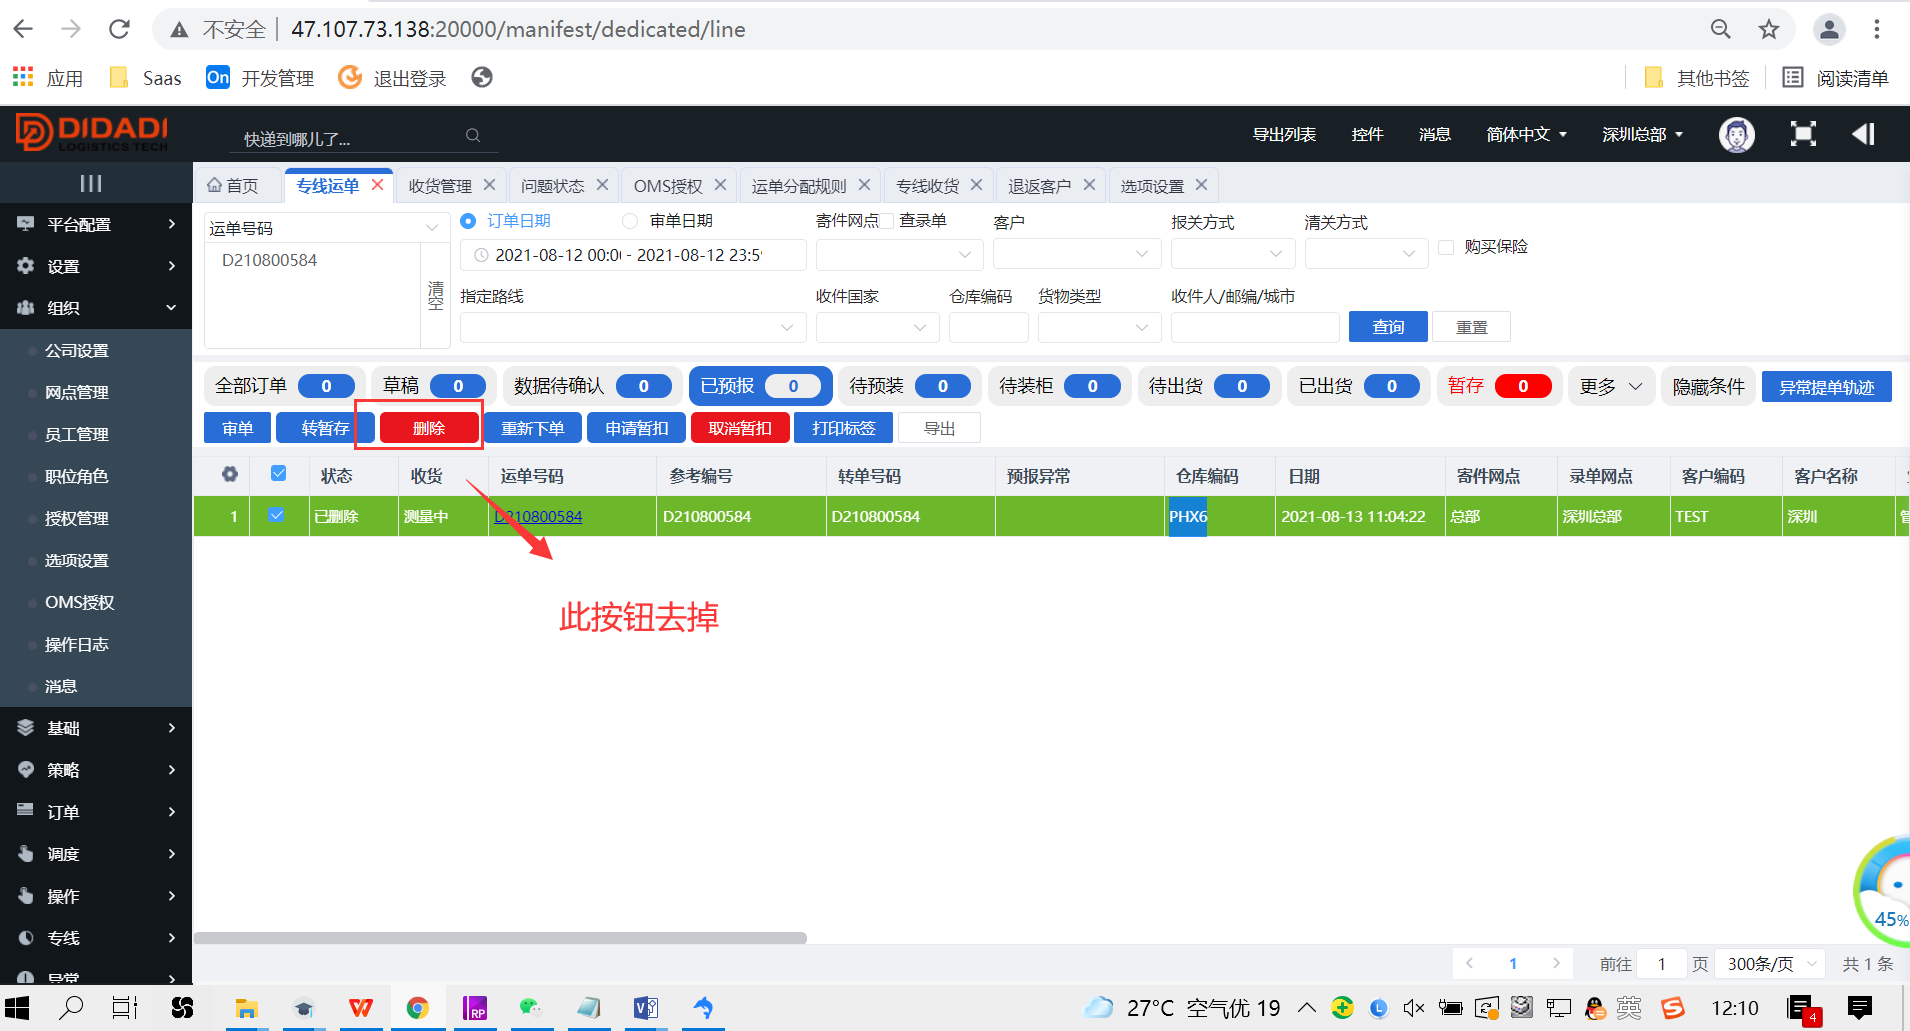 不安全 47.107.73.138:20000/manifest/dedicated/line
应用 Saas On 开发管理 退出登录 其他书签 阅读清单
DIDADI
LOGISTICS TECH
快递到哪儿了...
导出列表 控件 消息 简体中文 深圳总部
首页 专线运单 收货管理 问题状态 OMS授权 运单分配规则 专线收货 退返客户 选项设置
平台配置
设置
组织
公司设置
网点管理
员工管理
职位角色
授权管理
选项设置
OMS授权
操作日志
消息
基础
策略
订单
调度
操作
专线
异常
运单号码 订单日期 审单日期 寄件网点 查录单 客户 报关方式 清关方式
D210800584 清空 2021-08-12 00:00 - 2021-08-12 23:5 购买保险
指定路线 收件国家 仓库编码 货物类型 收件人/邮编/城市
查询 重置
全部订单 0 草稿 0 数据待确认 0 已预报 0 待预装 0 待装柜 0 待出货 0 已出货 0 暂存 0 更多 隐藏条件 异常提单轨迹
审单 转暂存 删除 重新下单 申请暂扣 取消暂扣 打印标签 导出
状态 收货 运单号码 参考编号 转单号码 预报异常 仓库编码 日期 寄件网点 录单网点 客户编码 客户名称
1 已删除 测量中 D210800584 D210800584 D210800584 PHX6 2021-08-13 11:04:22 总部 深圳总部 TEST 深圳
此按钮去掉
45%
1 前往 1 页 300条/页 共 1 条
27°C 空气优 19 英 12:10 4